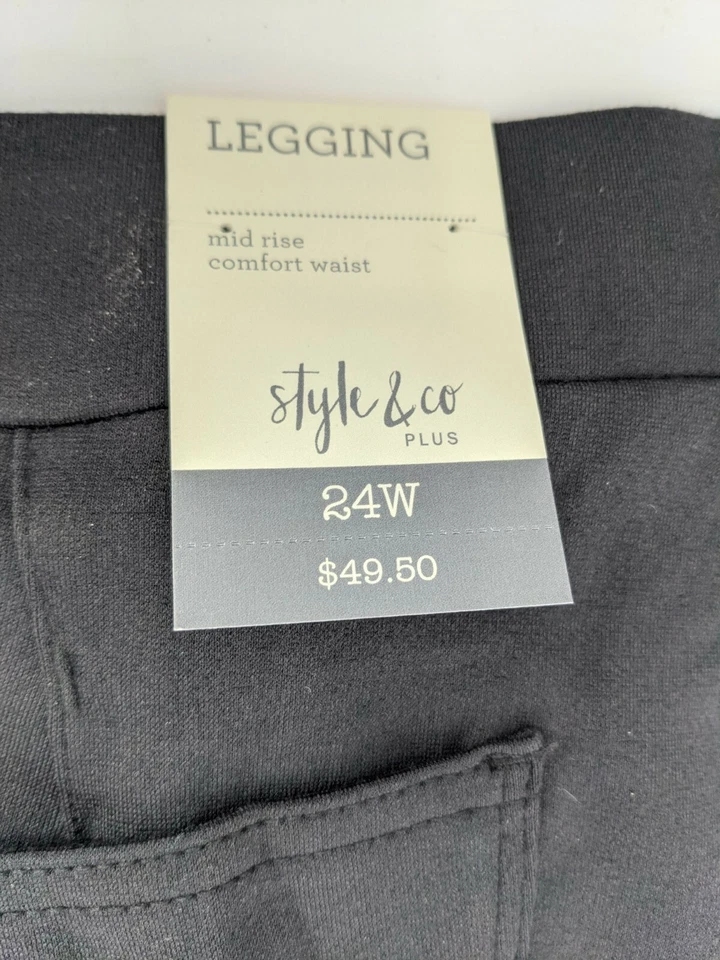 LEGGING
mid rise
comfort waist
style & co
PLUS
24W
$49.50